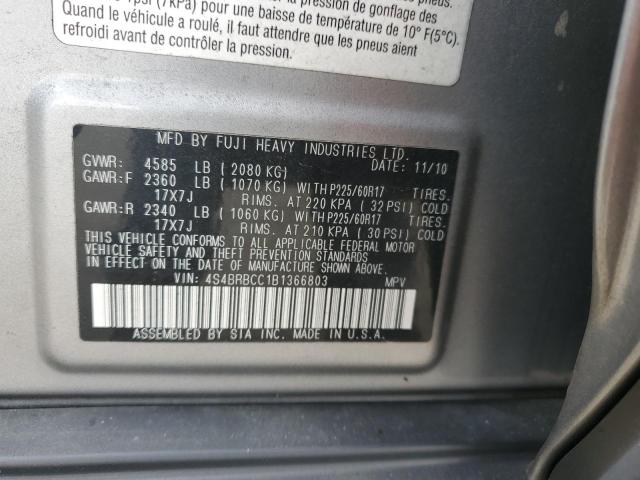 psi (7kPa) pour une baisse de température de 10° F(5°C).
Quand le véhicule a roulé, il faut attendre que les pneus aient
refroidi avant de contrôler la pression.
MFD BY FUJI HEAVY INDUSTRIES LTD.
GVWR: 4585 LB ( 2080 KG) DATE: 11/10
GAWR:F 2360 LB ( 1070 KG) WITH P225/60R17 TIRES.
17X7J RIMS. AT 220 KPA ( 32 PSI) COLD
GAWR:R 2340 LB ( 1060 KG) WITH P225/60R17 TIRES.
17X7J RIMS. AT 210 KPA ( 30 PSI) COLD
THIS VEHICLE CONFORMS TO ALL APPLICABLE FEDERAL MOTOR
VEHICLE SAFETY AND THEFT PREVENTION STANDARDS
IN EFFECT ON THE DATE OF MANUFACTURE SHOWN ABOVE.
VIN: 4S4BRBCC1B1366803 MPV
ASSEMBLED BY SIA INC. MADE IN U.S.A.